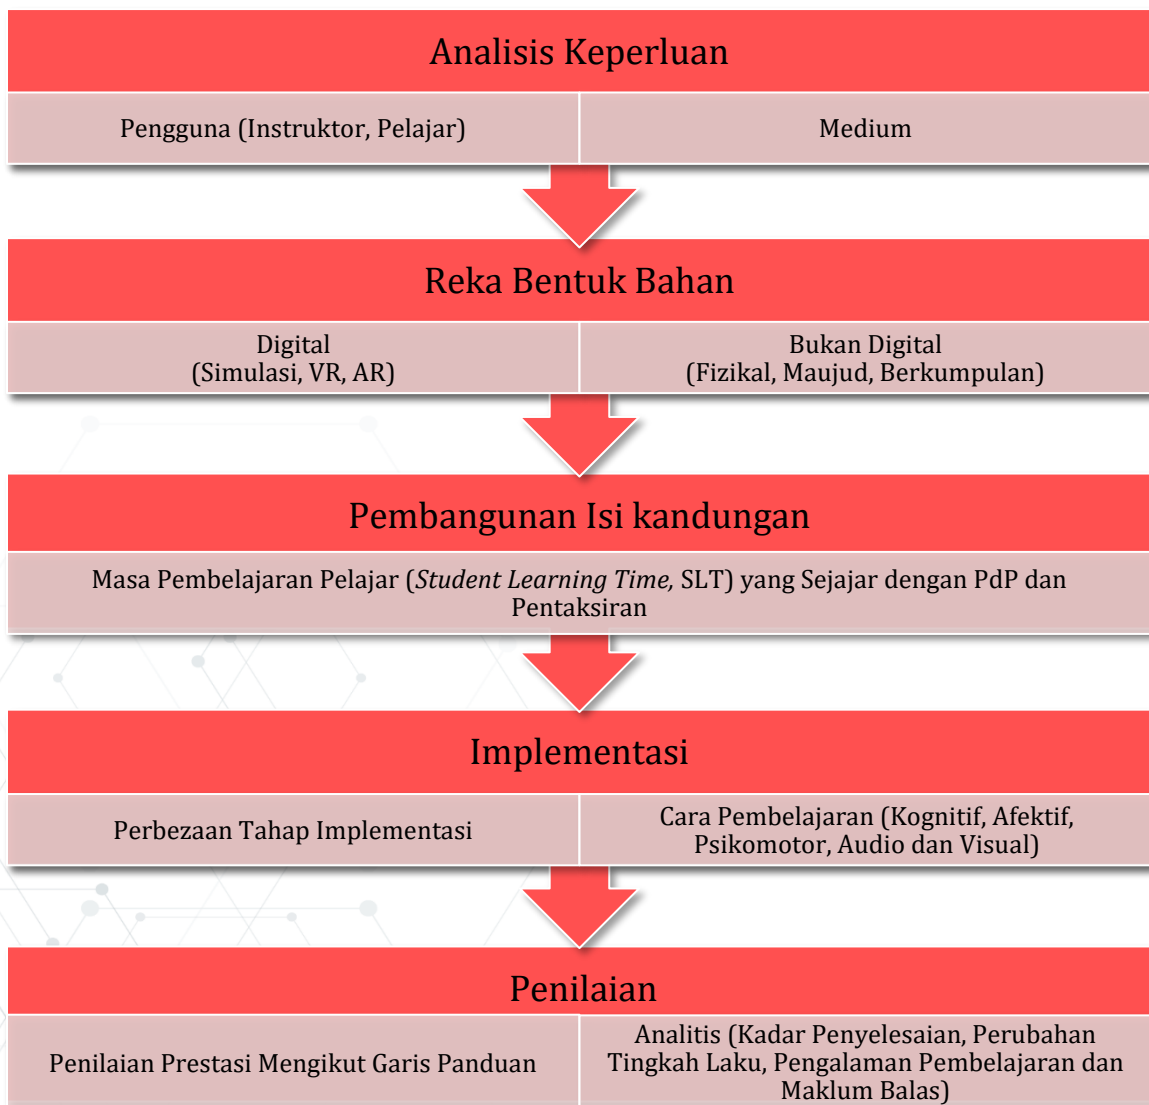 Analisis Keperluan
Pengguna (Instruktor, Pelajar)
Medium
Reka Bentuk Bahan
Digital
(Simulasi, VR, AR)
Bukan Digital
(Fizikal, Maujud, Berkumpulan)
Pembangunan Isi kandungan
Masa Pembelajaran Pelajar (Student Learning Time, SLT) yang Sejajar dengan PdP dan
Pentaksiran
Implementasi
Perbezaan Tahap Implementasi
Cara Pembelajaran (Kognitif, Afektif,
Psikomotor, Audio dan Visual)
Penilaian
Penilaian Prestasi Mengikut Garis Panduan
Analitis (Kadar Penyelesaian, Perubahan
Tingkah Laku, Pengalaman Pembelajaran dan
Maklum Balas)